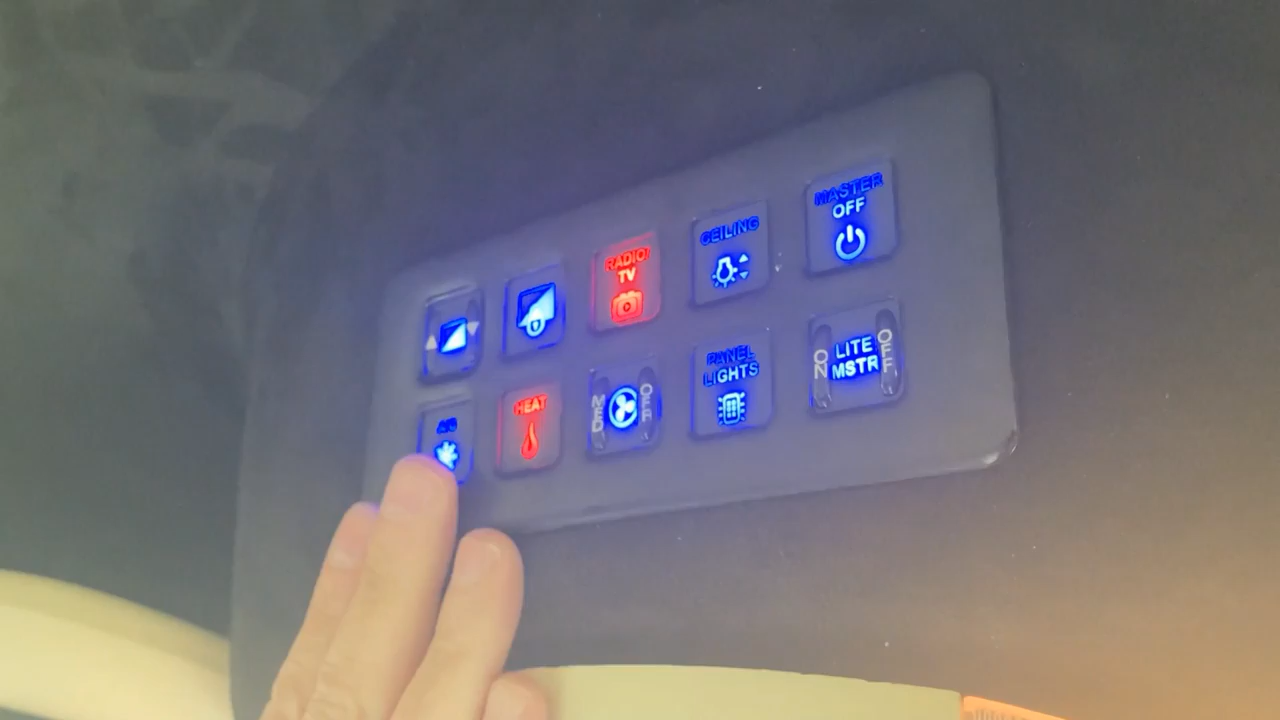 RADIO/
TV
CEILING
MASTER
OFF
A/C
HEAT
MED
OFF
PANEL
LIGHTS
ON
LITE
MSTR
OFF